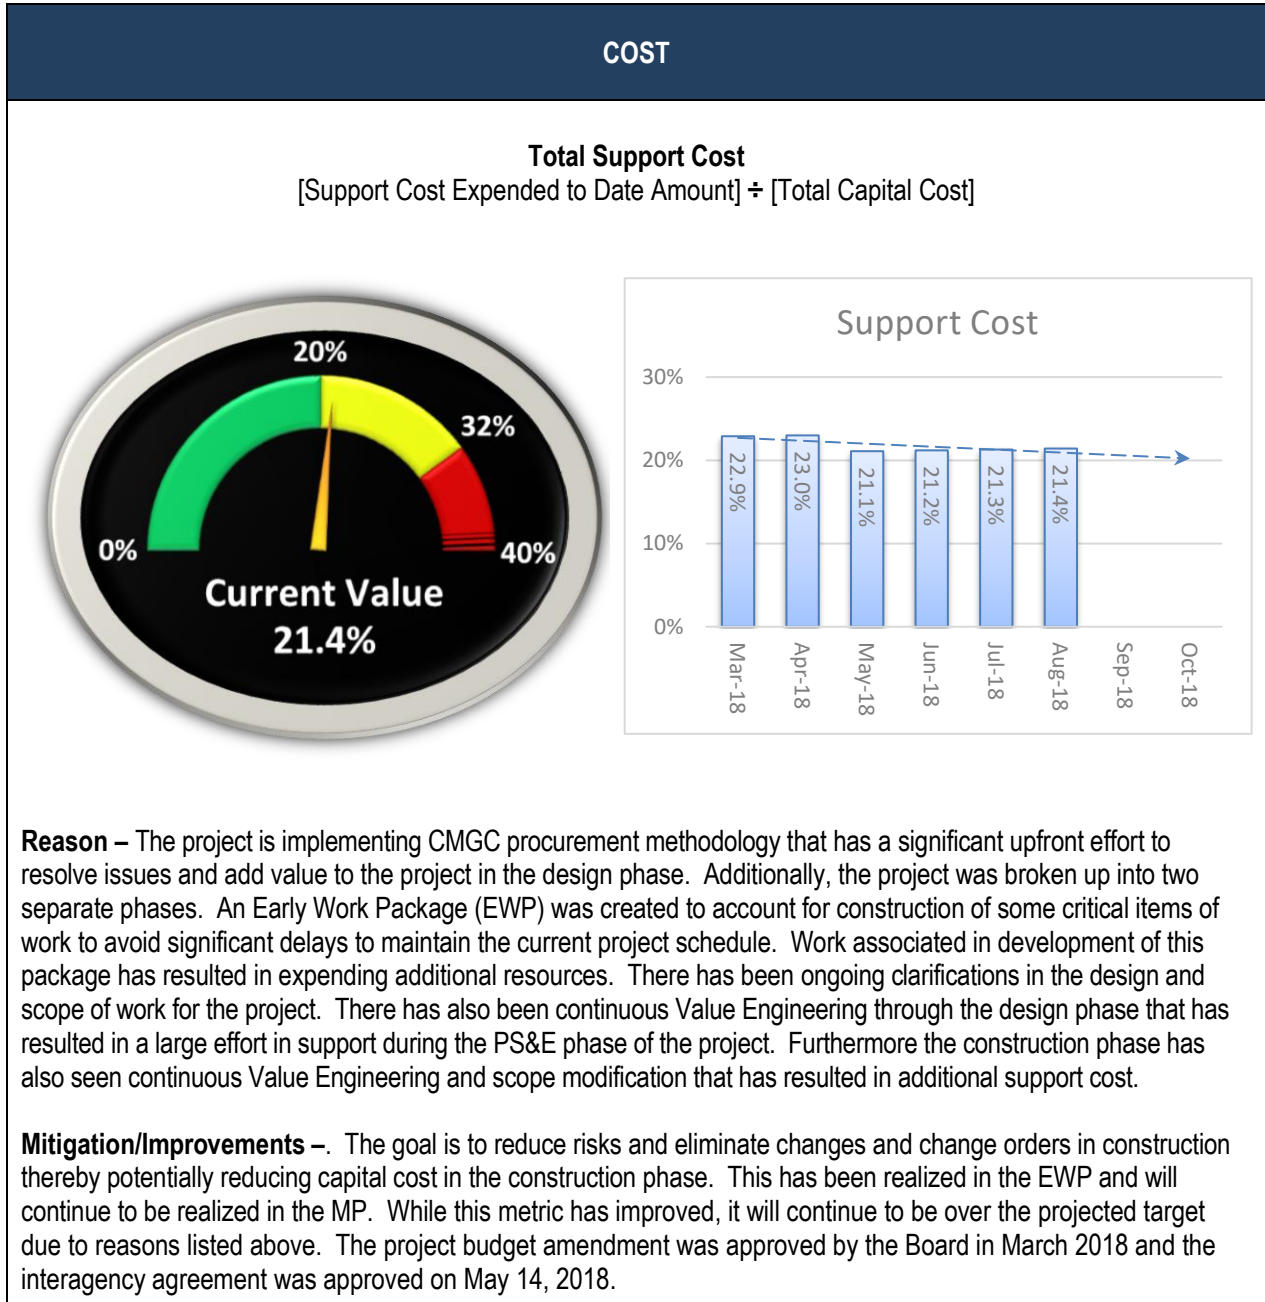 COST
Total Support Cost
[Support Cost Expended to Date Amount] ÷ [Total Capital Cost]
20%
32%
0%
40%
Current Value
21.4%
Support Cost
30%
20%
10%
0%
22.9%
23.0%
21.1%
21.2%
21.3%
21.4%
Mar-18
Apr-18
May-18
Jun-18
Jul-18
Aug-18
Sep-18
Oct-18
Reason – The project is implementing CMGC procurement methodology that has a significant upfront effort to
resolve issues and add value to the project in the design phase. Additionally, the project was broken up into two
separate phases. An Early Work Package (EWP) was created to account for construction of some critical items of
work to avoid significant delays to maintain the current project schedule. Work associated in development of this
package has resulted in expending additional resources. There has been ongoing clarifications in the design and
scope of work for the project. There has also been continuous Value Engineering through the design phase that has
resulted in a large effort in support during the PS&E phase of the project. Furthermore the construction phase has
also seen continuous Value Engineering and scope modification that has resulted in additional support cost.
Mitigation/Improvements –. The goal is to reduce risks and eliminate changes and change orders in construction
thereby potentially reducing capital cost in the construction phase. This has been realized in the EWP and will
continue to be realized in the MP. While this metric has improved, it will continue to be over the projected target
due to reasons listed above. The project budget amendment was approved by the Board in March 2018 and the
interagency agreement was approved on May 14, 2018.